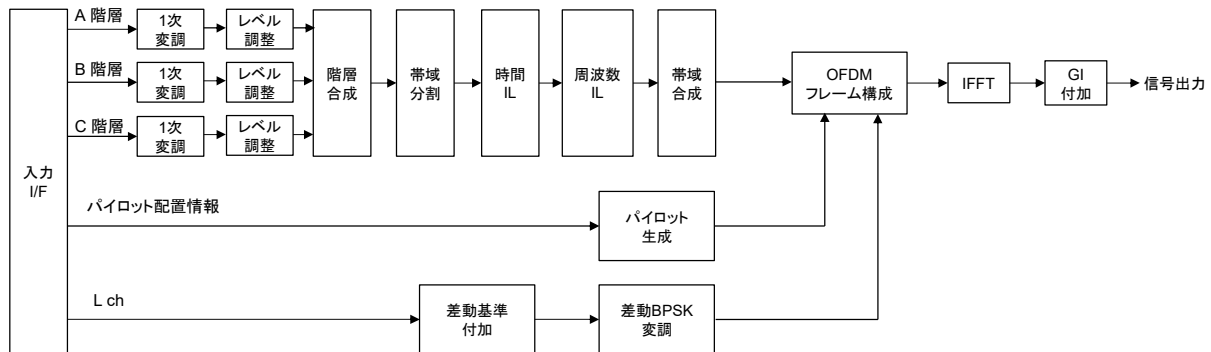 A 階層
1次
変調
レベル
調整
B 階層
1次
変調
レベル
調整
C 階層
1次
変調
レベル
調整
階層
合成
帯域
分割
時間
IL
周波数
IL
帯域
合成
OFDM
フレーム構成
IFFT
GI
付加
信号出力
入力
I/F
パイロット配置情報
パイロット
生成
L ch
差動基準
付加
差動BPSK
変調